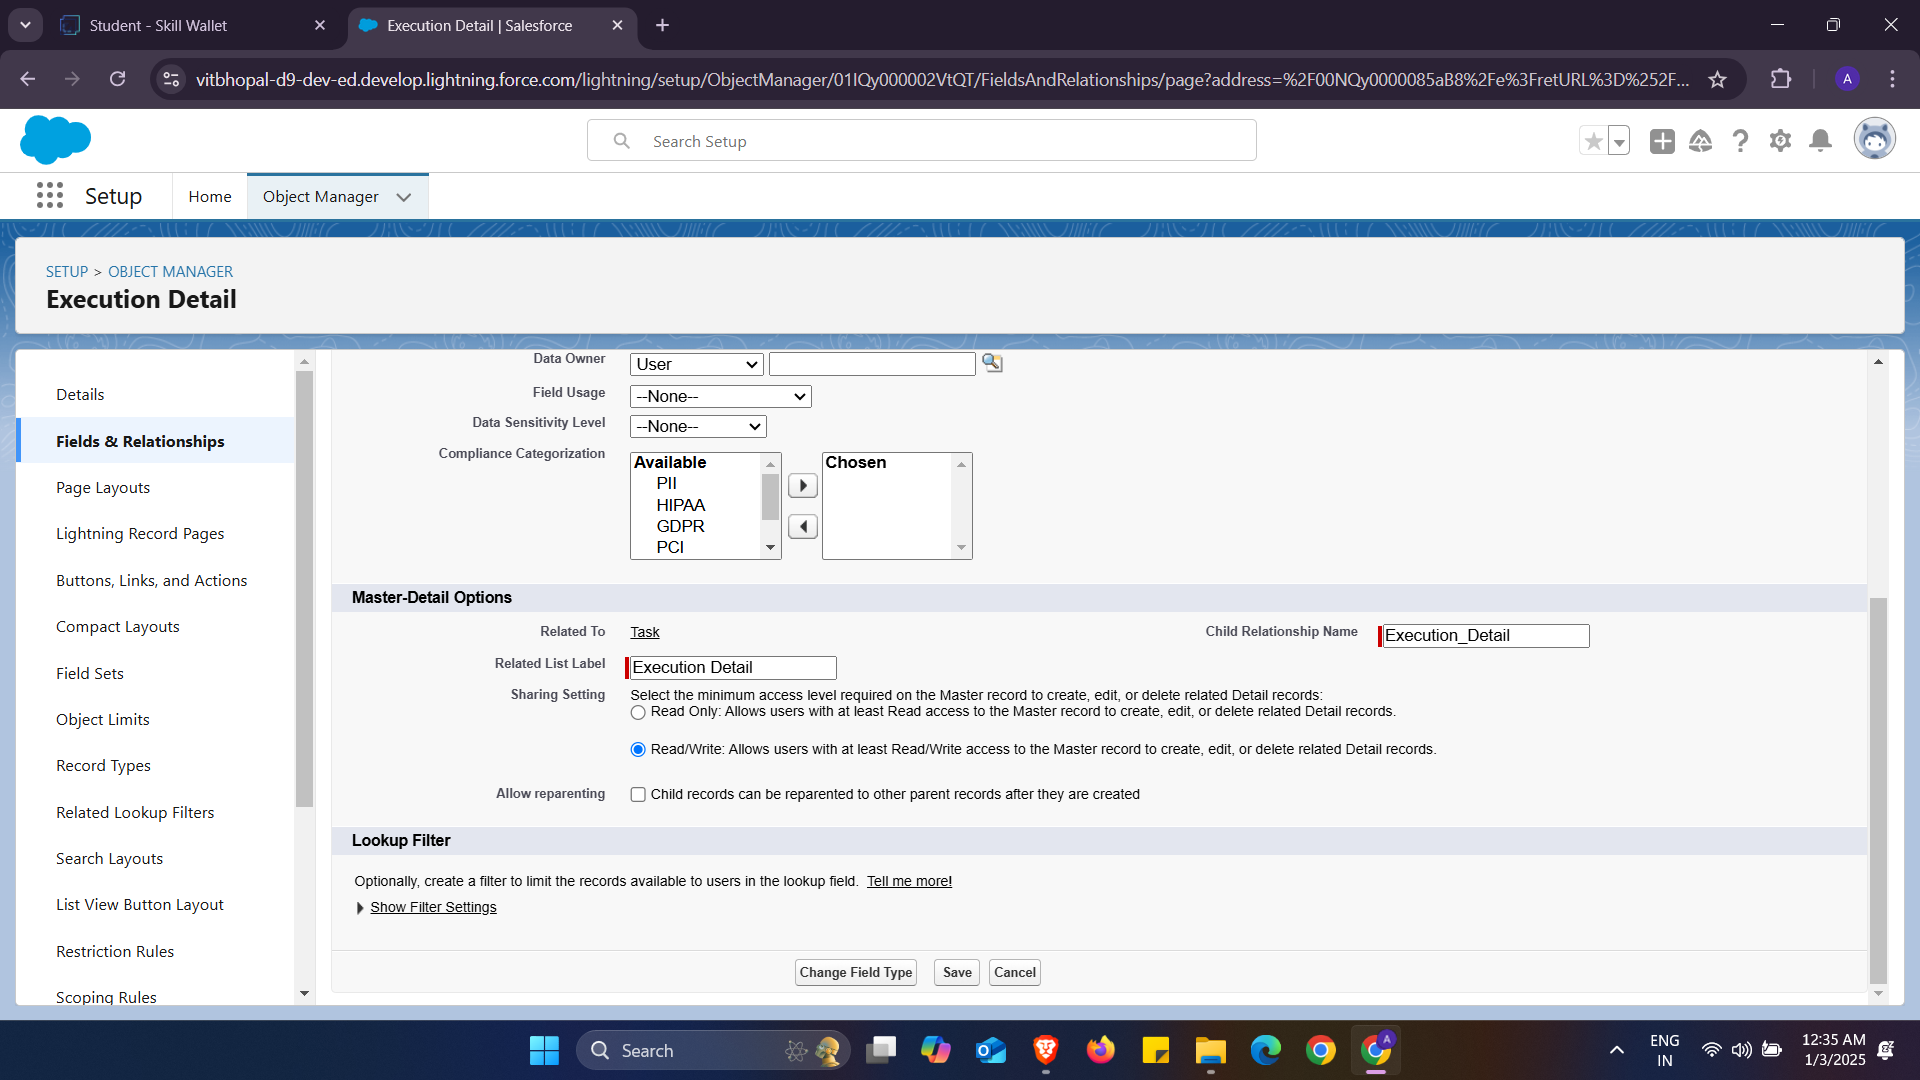 Student - Skill Wallet
Execution Detail | Salesforce
vitbhopal-d9-dev-ed.develop.lightning.force.com/lightning/setup/ObjectManager/01IQy000002VtQT/FieldsAndRelationships/page?address=%2F00NQy0000085aB8%2Fe%3FretURL%3D%252F...
A
Search Setup
Setup
Home
Object Manager
SETUP > OBJECT MANAGER
Execution Detail
Details
Fields & Relationships
Page Layouts
Lightning Record Pages
Buttons, Links, and Actions
Compact Layouts
Field Sets
Object Limits
Record Types
Related Lookup Filters
Search Layouts
List View Button Layout
Restriction Rules
Scoping Rules
Data Owner
User
Field Usage
--None--
Data Sensitivity Level
--None--
Compliance Categorization
Available
PII
HIPAA
GDPR
PCI
Chosen
Master-Detail Options
Related To
Task
Child Relationship Name
Execution_Detail
Related List Label
Execution Detail
Sharing Setting
Select the minimum access level required on the Master record to create, edit, or delete related Detail records:
Read Only: Allows users with at least Read access to the Master record to create, edit, or delete related Detail records.
Read/Write: Allows users with at least Read/Write access to the Master record to create, edit, or delete related Detail records.
Allow reparenting
Child records can be reparented to other parent records after they are created
Lookup Filter
Optionally, create a filter to limit the records available to users in the lookup field. Tell me more!
Show Filter Settings
Change Field Type
Save
Cancel
Search
A
ENG
IN
12:35 AM
1/3/2025